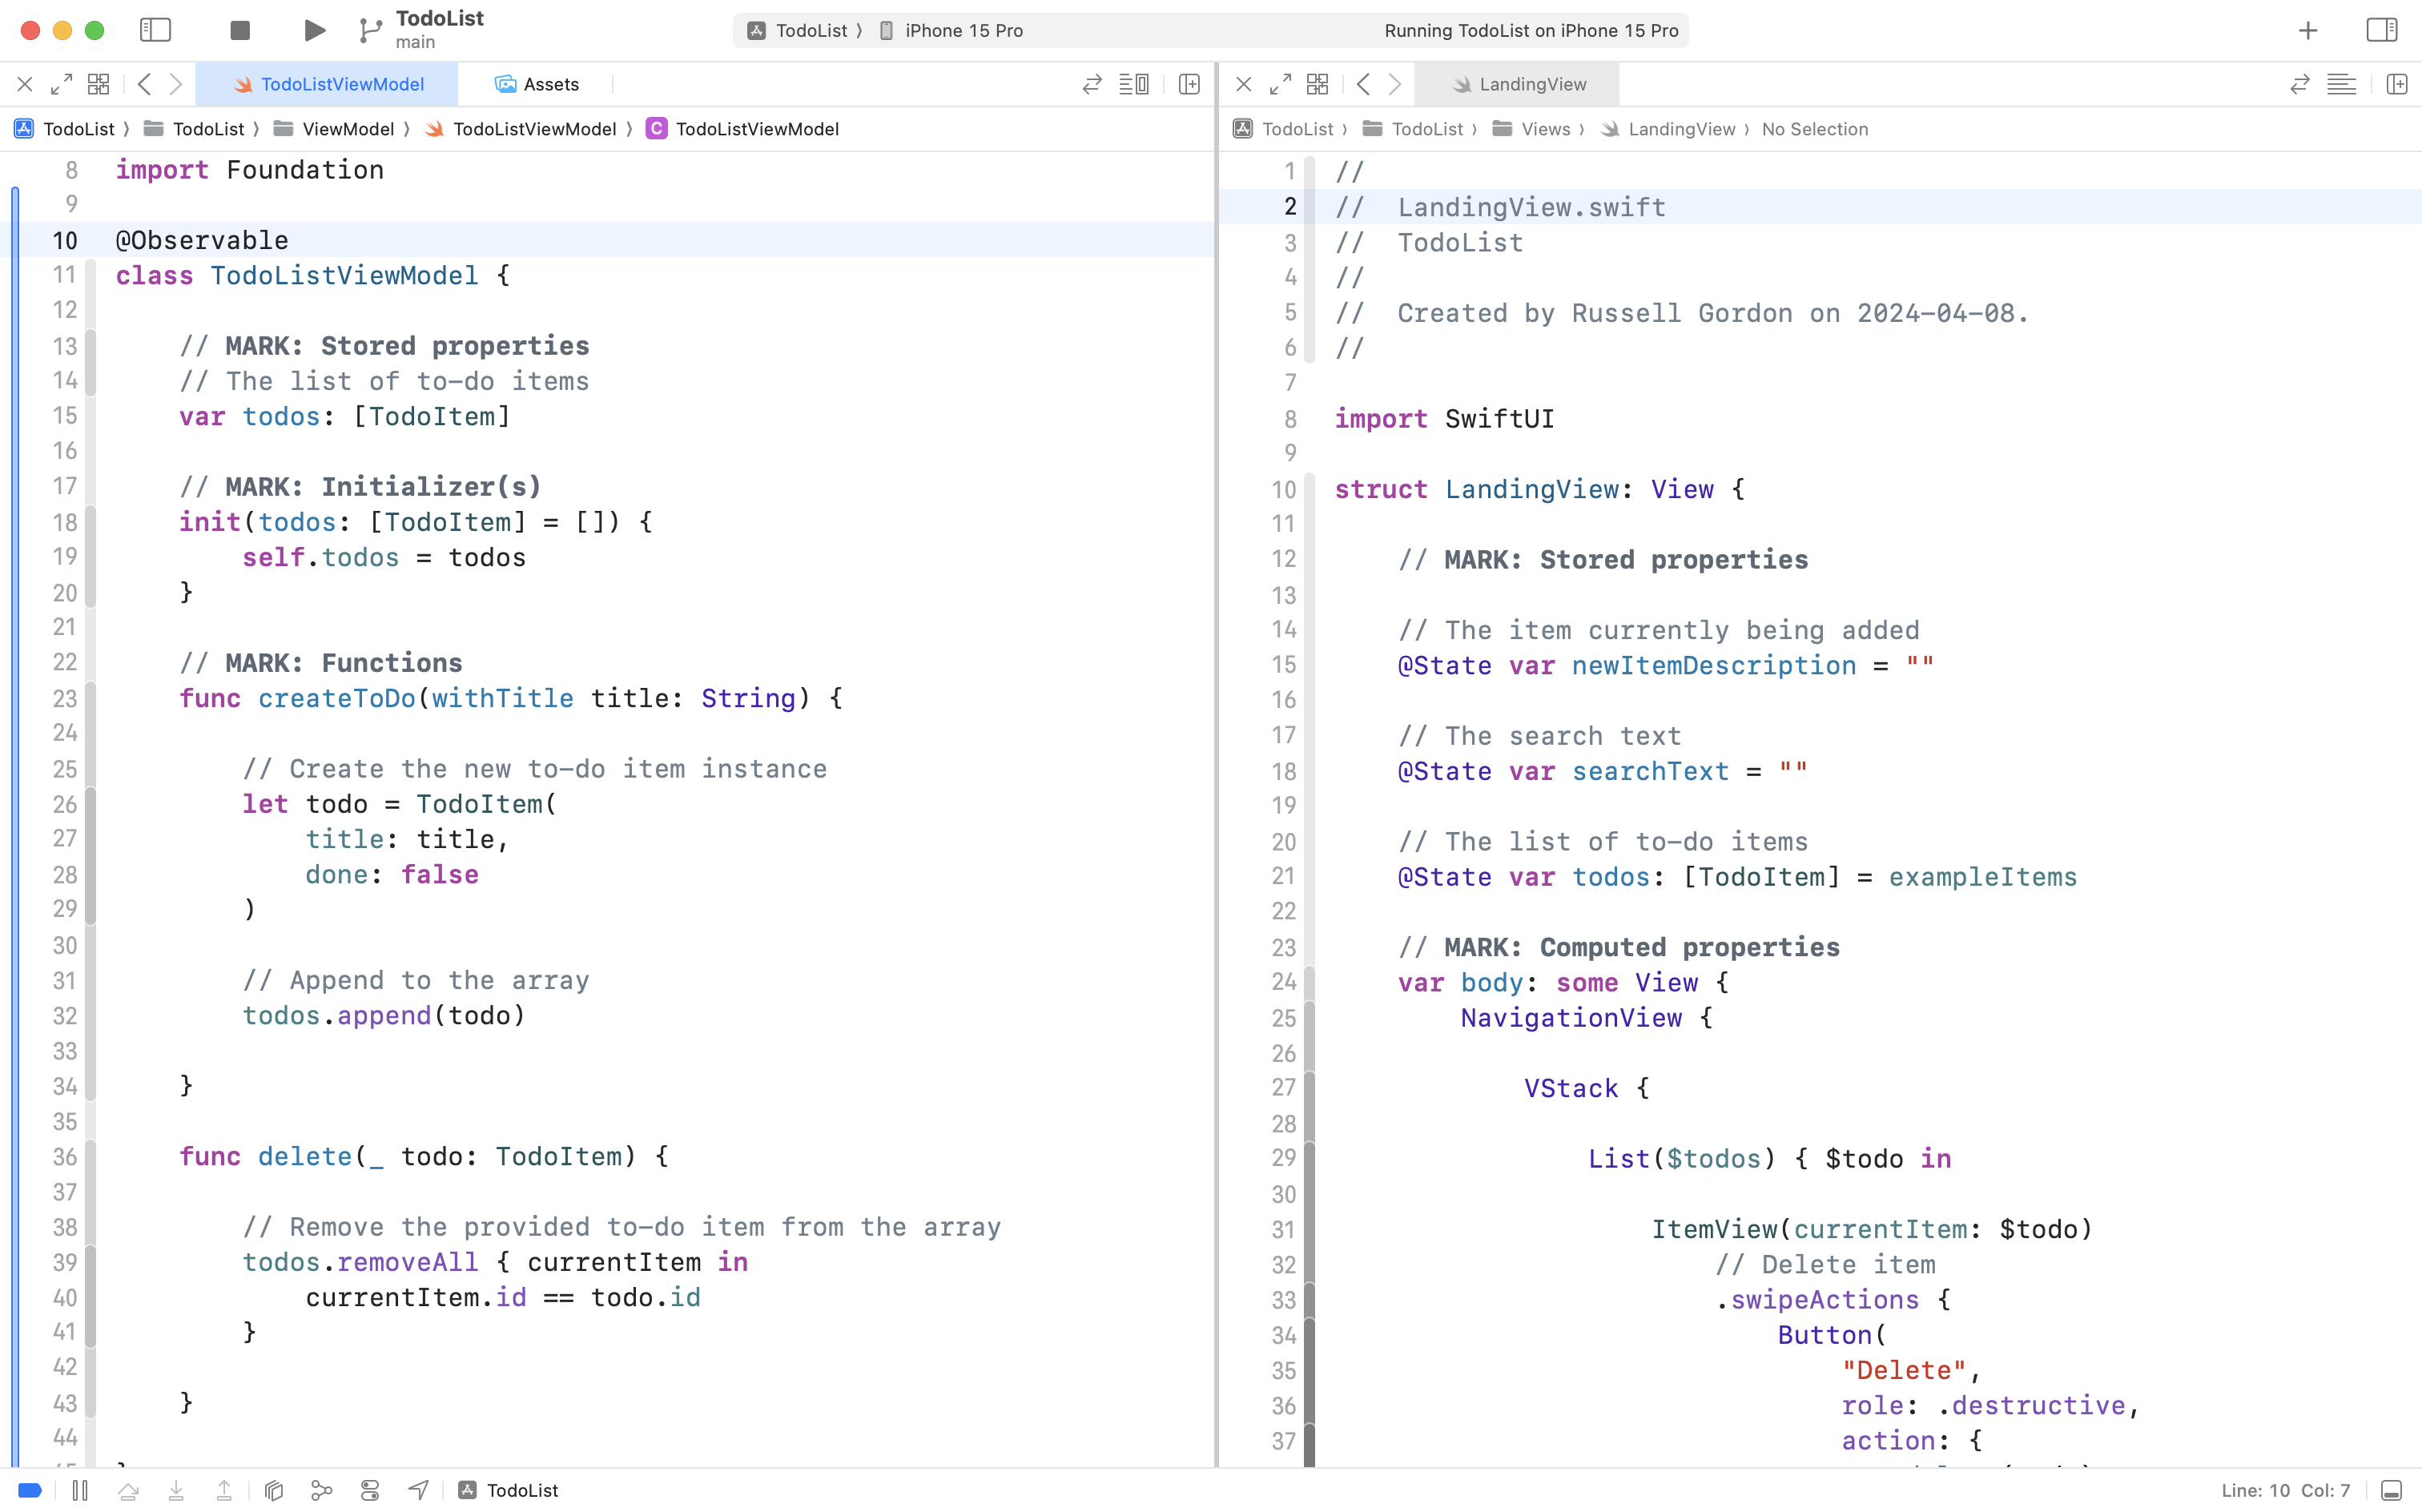 TodoList
main
TodoList 〉 iPhone 15 Pro
Running TodoList on iPhone 15 Pro
TodoListViewModel
Assets
TodoList 〉 TodoList 〉 ViewModel 〉 TodoListViewModel 〉 C TodoListViewModel
8 import Foundation
9
10 @Observable
11 class TodoListViewModel {
12
13 // MARK: Stored properties
14 // The list of to-do items
15 var todos: [TodoItem]
16
17 // MARK: Initializer(s)
18 init(todos: [TodoItem] = []) {
19 self.todos = todos
20 }
21
22 // MARK: Functions
23 func createToDo(withTitle title: String) {
24
25 // Create the new to-do item instance
26 let todo = TodoItem(
27 title: title,
28 done: false
29 )
30
31 // Append to the array
32 todos.append(todo)
33
34 }
35
36 func delete(_ todo: TodoItem) {
37
38 // Remove the provided to-do item from the array
39 todos.removeAll { currentItem in
40 currentItem.id == todo.id
41 }
42
43 }
44
LandingView
TodoList 〉 TodoList 〉 Views 〉 LandingView 〉 No Selection
1 //
2 // LandingView.swift
3 // TodoList
4 //
5 // Created by Russell Gordon on 2024-04-08.
6 //
7
8 import SwiftUI
9
10 struct LandingView: View {
11
12 // MARK: Stored properties
13
14 // The item currently being added
15 @State var newItemDescription = ""
16
17 // The search text
18 @State var searchText = ""
19
20 // The list of to-do items
21 @State var todos: [TodoItem] = exampleItems
22
23 // MARK: Computed properties
24 var body: some View {
25 NavigationView {
26
27 VStack {
28
29 List($todos) { $todo in
30
31 ItemView(currentItem: $todo)
32 // Delete item
33 .swipeActions {
34 Button(
35 "Delete",
36 role: .destructive,
37 action: {
TodoList
Line: 10 Col: 7